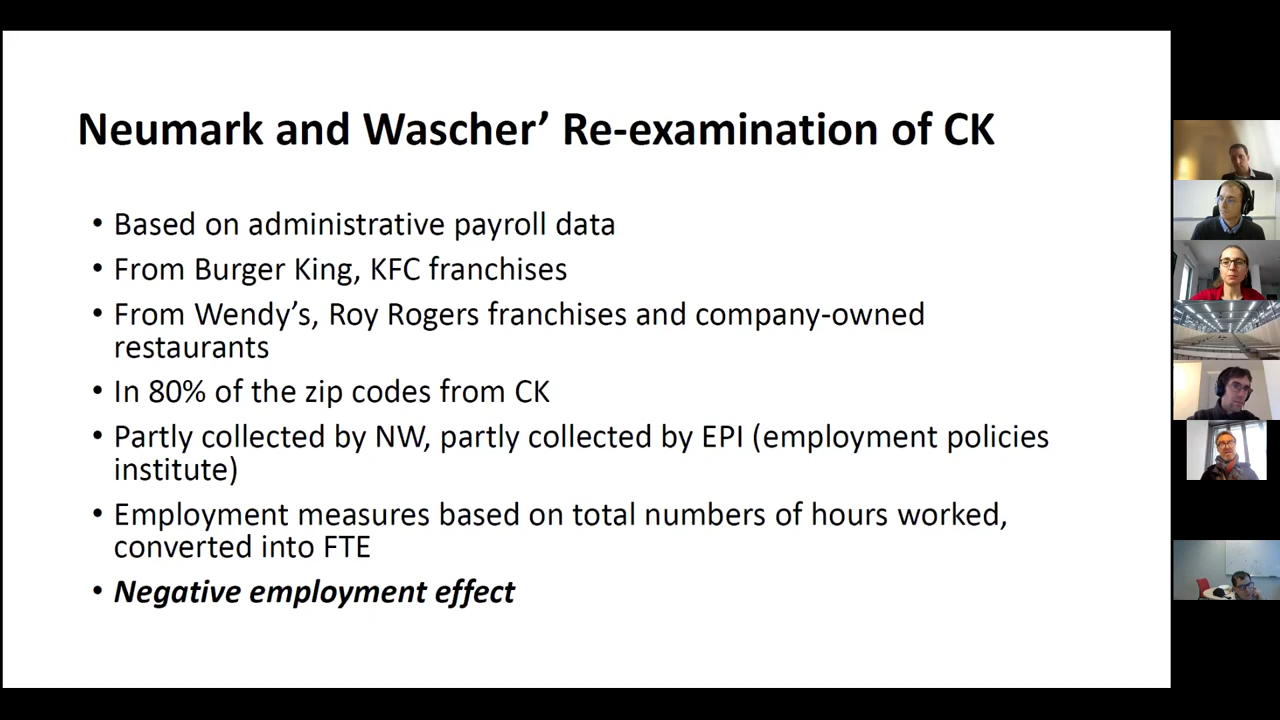 Neumark and Wascher’ Re-examination of CK
• Based on administrative payroll data
• From Burger King, KFC franchises
• From Wendy’s, Roy Rogers franchises and company-owned
restaurants
• In 80% of the zip codes from CK
• Partly collected by NW, partly collected by EPI (employment policies
institute)
• Employment measures based on total numbers of hours worked,
converted into FTE
• Negative employment effect